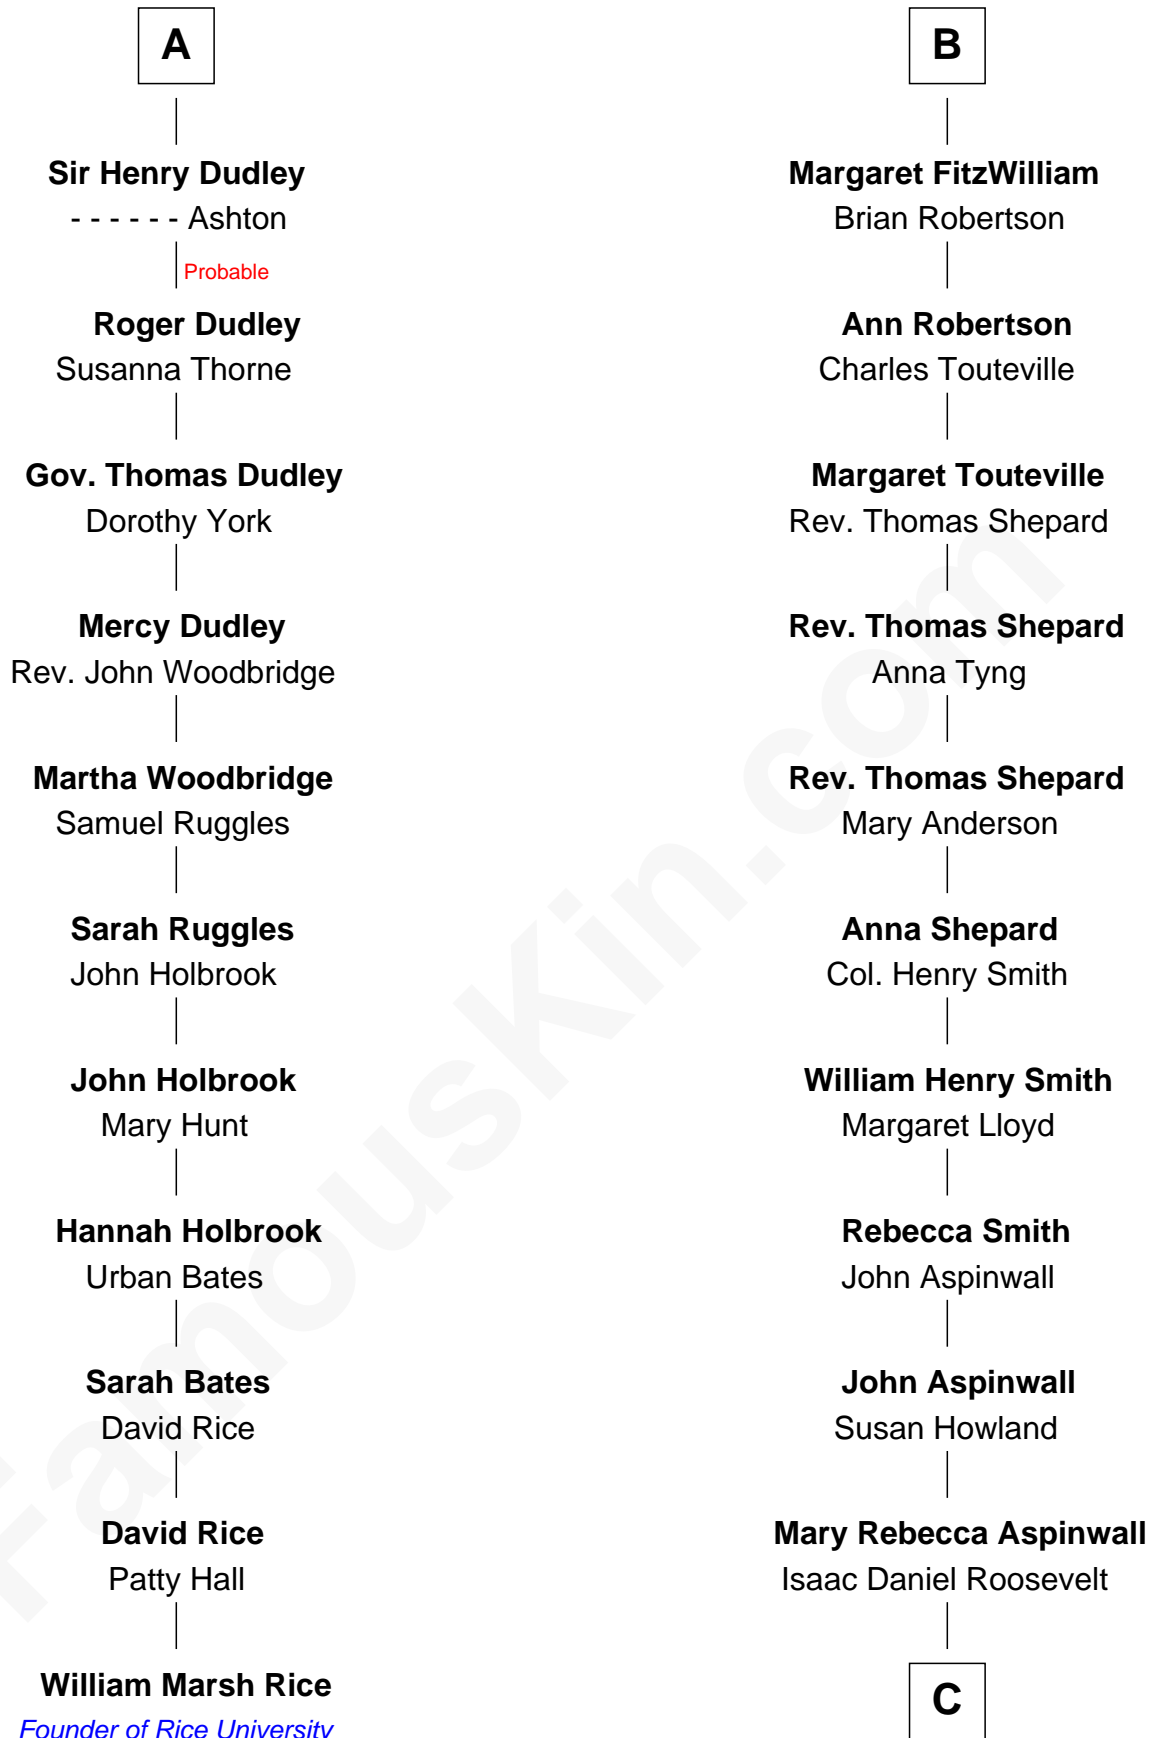 A
Sir Henry Dudley
- - - - - - Ashton
Probable
Roger Dudley
Susanna Thorne
Gov. Thomas Dudley
Dorothy York
Mercy Dudley
Rev. John Woodbridge
Martha Woodbridge
Samuel Ruggles
Sarah Ruggles
John Holbrook
John Holbrook
Mary Hunt
Hannah Holbrook
Urban Bates
Sarah Bates
David Rice
David Rice
Patty Hall
William Marsh Rice
Founder of Rice University
B
Margaret FitzWilliam
Brian Robertson
Ann Robertson
Charles Touteville
Margaret Touteville
Rev. Thomas Shepard
Rev. Thomas Shepard
Anna Tyng
Rev. Thomas Shepard
Mary Anderson
Anna Shepard
Col. Henry Smith
William Henry Smith
Margaret Lloyd
Rebecca Smith
John Aspinwall
John Aspinwall
Susan Howland
Mary Rebecca Aspinwall
Isaac Daniel Roosevelt
C
FamousKin.com